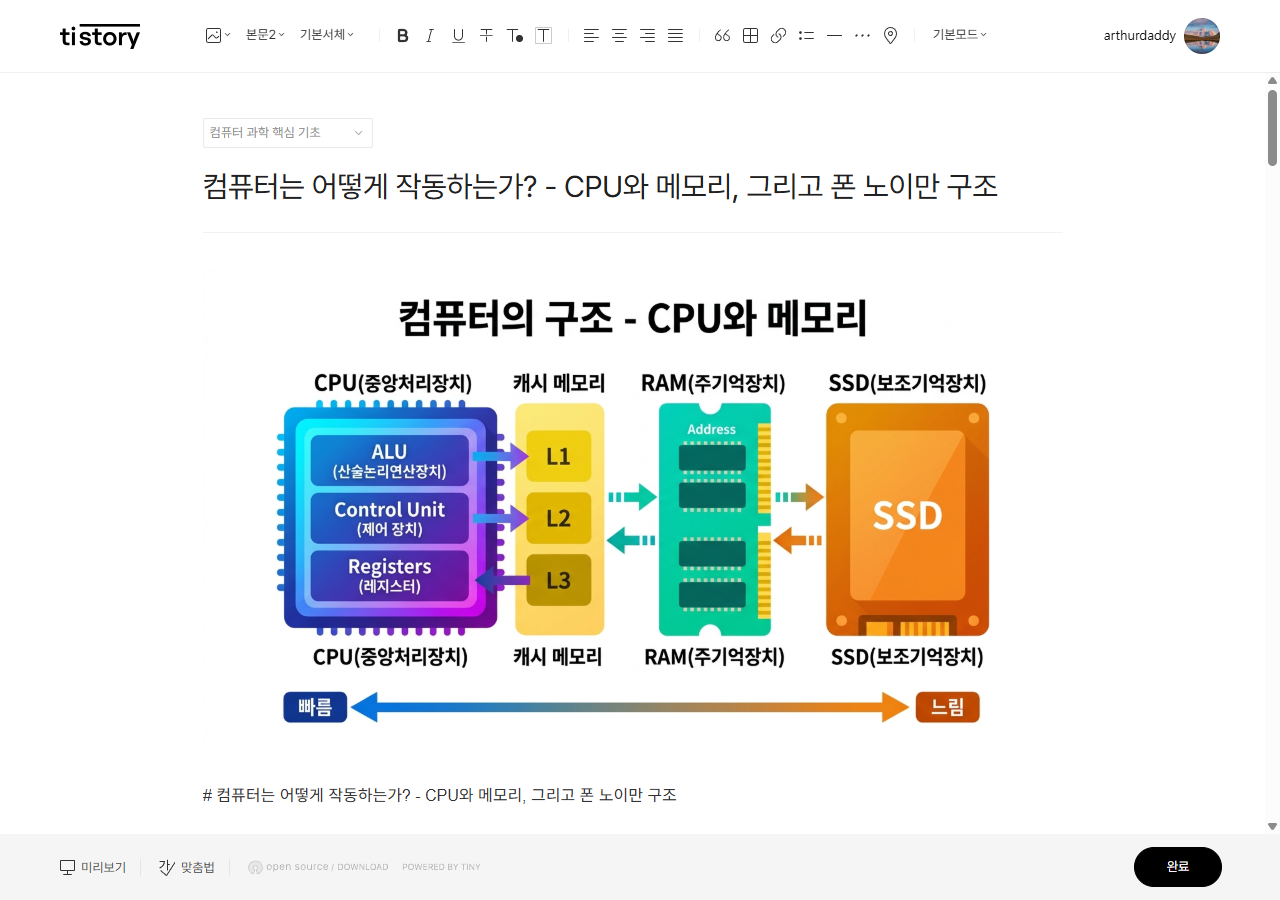 tistory
본문2
기본서체
B I U T T T
66
기본모드
arthurdaddy
컴퓨터 과학 핵심 기초
컴퓨터는 어떻게 작동하는가? - CPU와 메모리, 그리고 폰 노이만 구조
컴퓨터의 구조 - CPU와 메모리
CPU(중앙처리장치) 캐시 메모리 RAM(주기억장치) SSD(보조기억장치)
ALU
(산술논리연산장치)
Control Unit
(제어 장치)
Registers
(레지스터)
L1
L2
L3
Address
SSD
CPU(중앙처리장치) 캐시 메모리 RAM(주기억장치) SSD(보조기억장치)
빠름 느림
# 컴퓨터는 어떻게 작동하는가? - CPU와 메모리, 그리고 폰 노이만 구조
미리보기
가 맞춤법
open source / DOWNLOAD
POWERED BY TINY
완료